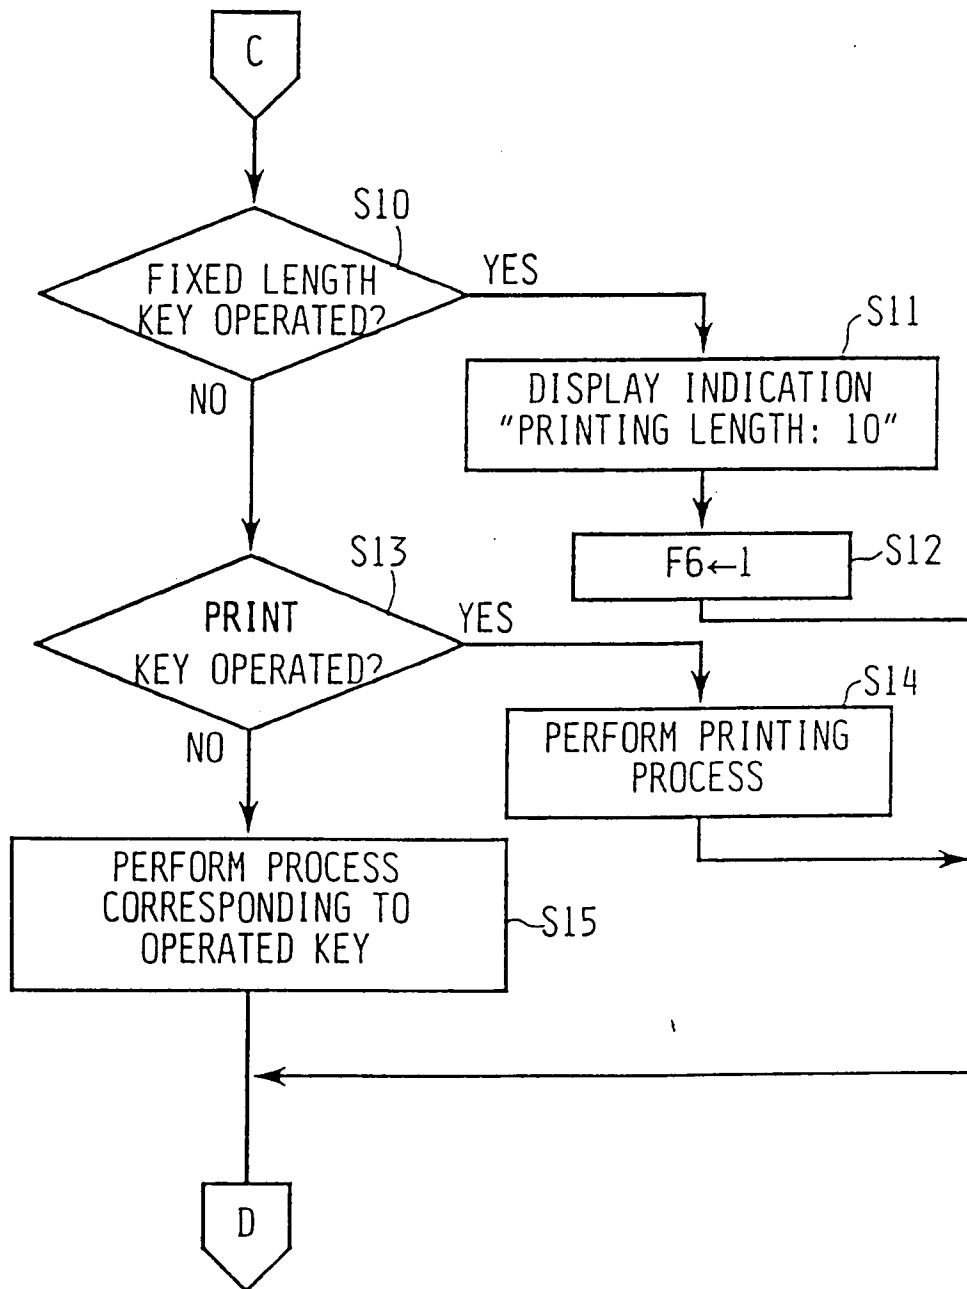 C
S10
FIXED LENGTH
KEY OPERATED?
YES
NO
S11
DISPLAY INDICATION
"PRINTING LENGTH: 10"
F6←1
S12
S13
PRINT
KEY OPERATED?
YES
NO
S14
PERFORM PRINTING
PROCESS
PERFORM PROCESS
CORRESPONDING TO
OPERATED KEY
S15
D